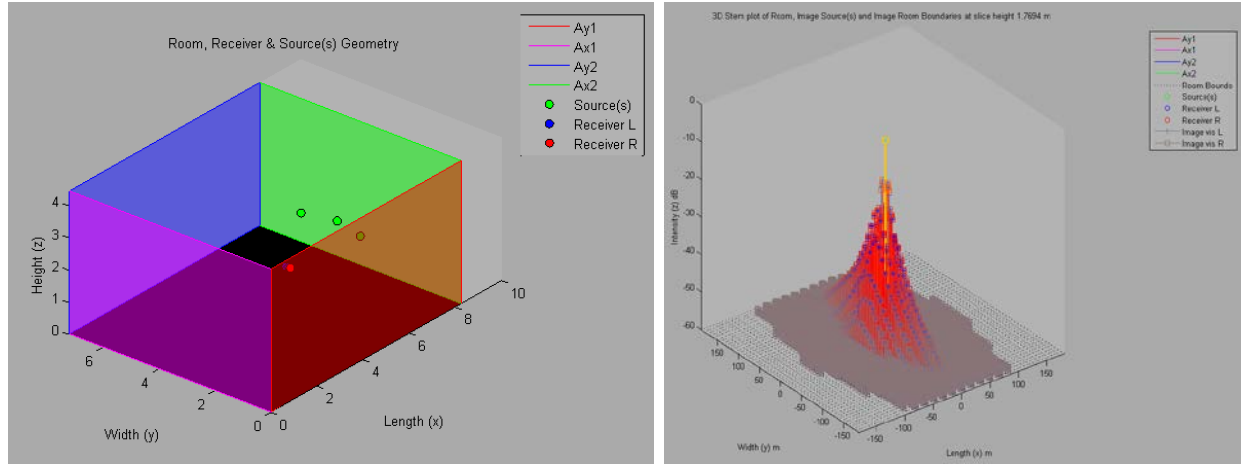 Room, Receiver & Source(s) Geometry
Ay1
Ax1
Ay2
Ax2
Source(s)
Receiver L
Receiver R
Height (z)
4
3
2
1
0
6
4
2
0
Width (y)
0
2
4
6
8
10
Length (x)
3D Stem plot of Room, Image Source(s) and Image Room Boundaries at slice height 1.7694 m
Ay1
Ax1
Ay2
Ax2
Room Bounds
Source(s)
Receiver L
Receiver R
Image vis L
Image vis R
Intensity (z) dB
0
-10
-20
-30
-40
-50
-60
150
100
50
0
-50
-100
-150
Width (y) m
-150
-100
-50
0
50
100
150
Length (x) m